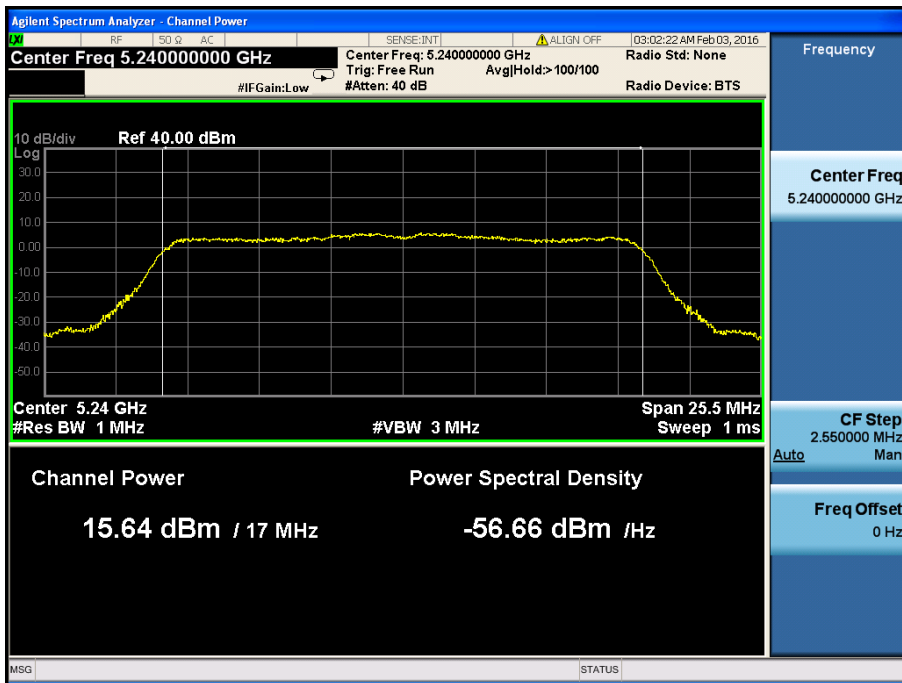 Agilent Spectrum Analyzer - Channel Power
LXI RF 50 Ω AC SENSE:INT ALIGN OFF 03:02:22 AM Feb 03, 2016
Center Freq 5.240000000 GHz
Center Freq: 5.240000000 GHz
Radio Std: None
Trig: Free Run Avg|Hold:> 100/100
#IFGain:Low
#Atten: 40 dB
Radio Device: BTS
10 dB/div Ref 40.00 dBm
Log
30.0
20.0
10.0
0.00
-10.0
-20.0
-30.0
-40.0
-50.0
Center 5.24 GHz Span 25.5 MHz
#Res BW 1 MHz #VBW 3 MHz Sweep 1 ms
Channel Power
Power Spectral Density
15.64 dBm / 17 MHz
-56.66 dBm /Hz
Frequency
Center Freq
5.240000000 GHz
CF Step
2.550000 MHz
Auto Man
Freq Offset
0 Hz
MSG STATUS